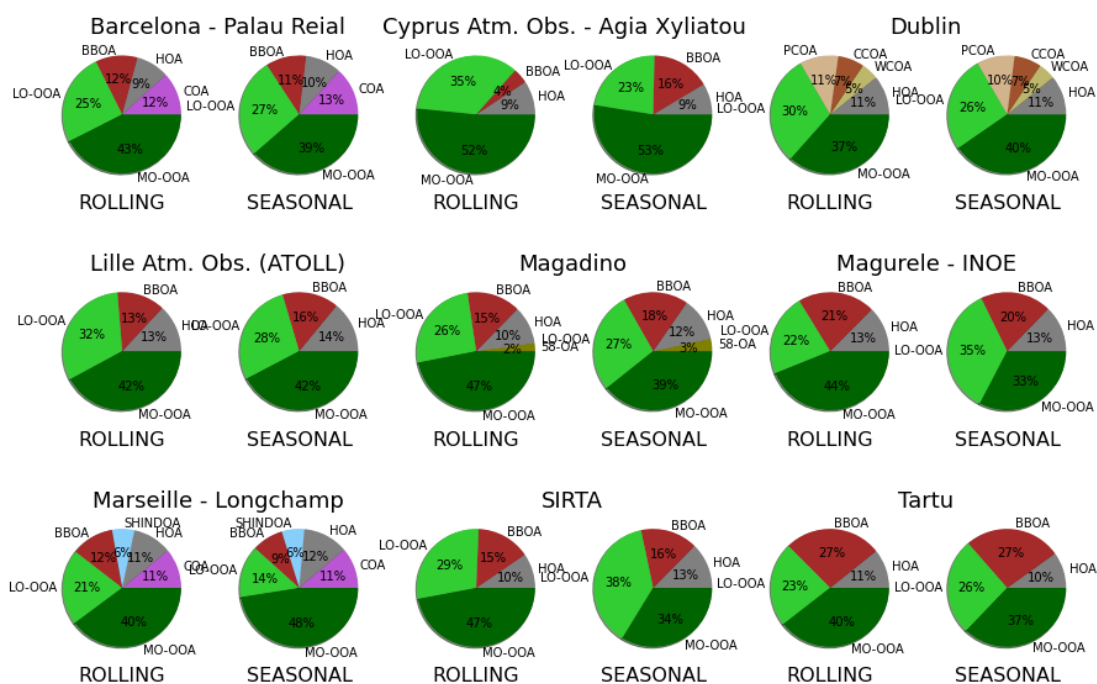 Barcelona - Palau Reial
BBOA
HOA
COA
LO-OOA
MO-OOA
12%
9%
12%
25%
43%
ROLLING
BBOA
HOA
COA
LO-OOA
MO-OOA
11%
10%
13%
27%
39%
SEASONAL
Cyprus Atm. Obs. - Agia Xyliatou
LO-OOA
BBOA
HOA
MO-OOA
35%
4%
9%
52%
ROLLING
LO-OOA
BBOA
HOA
MO-OOA
23%
16%
9%
53%
SEASONAL
Dublin
PCOA
CCOA
WCOA
HOA
LO-OOA
MO-OOA
11%
7%
5%
11%
30%
37%
ROLLING
PCOA
CCOA
WCOA
HOA
LO-OOA
MO-OOA
10%
7%
5%
11%
26%
40%
SEASONAL
Lille Atm. Obs. (ATOLL)
BBOA
HOA
LO-OOA
MO-OOA
13%
13%
32%
42%
ROLLING
BBOA
HOA
LO-OOA
MO-OOA
16%
14%
28%
42%
SEASONAL
Magadino
BBOA
HOA
LO-OOA
58-OA
MO-OOA
15%
10%
2%
26%
47%
ROLLING
BBOA
HOA
LO-OOA
58-OA
MO-OOA
18%
12%
3%
27%
39%
SEASONAL
Magurele - INOE
BBOA
HOA
LO-OOA
MO-OOA
21%
13%
22%
44%
ROLLING
BBOA
HOA
LO-OOA
MO-OOA
20%
13%
35%
33%
SEASONAL
Marseille - Longchamp
SHINDOA
BBOA
HOA
COA
LO-OOA
MO-OOA
12%
6%
11%
11%
21%
40%
ROLLING
SHINDOA
BBOA
HOA
COA
LO-OOA
MO-OOA
9%
6%
12%
11%
14%
48%
SEASONAL
SIRTA
BBOA
HOA
LO-OOA
MO-OOA
15%
10%
29%
47%
ROLLING
BBOA
HOA
LO-OOA
MO-OOA
16%
13%
38%
34%
SEASONAL
Tartu
BBOA
HOA
LO-OOA
MO-OOA
27%
11%
23%
40%
ROLLING
BBOA
HOA
LO-OOA
MO-OOA
27%
10%
26%
37%
SEASONAL